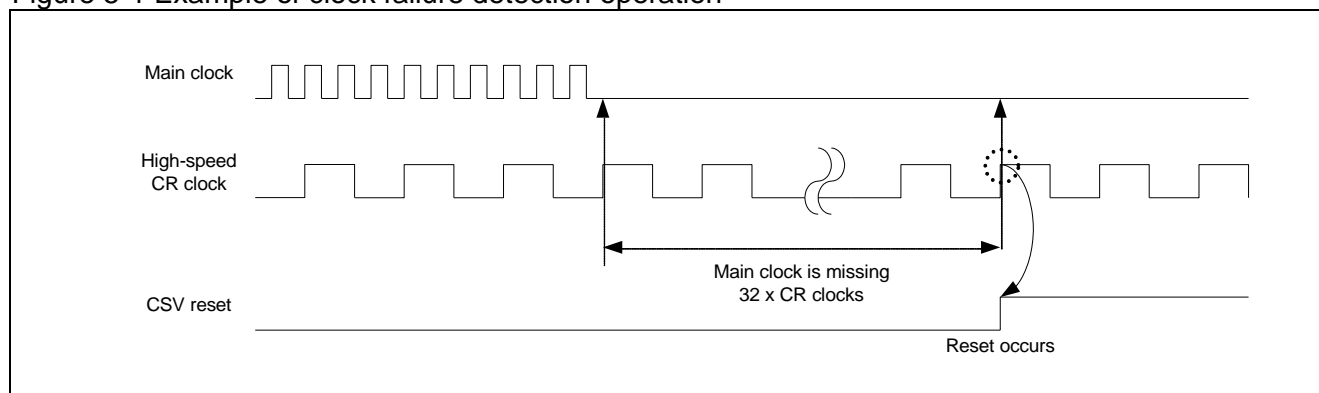 Figure 3-1 Example of clock failure detection operation
Main clock
High-speed
CR clock
Main clock is missing
32 x CR clocks
CSV reset
Reset occurs